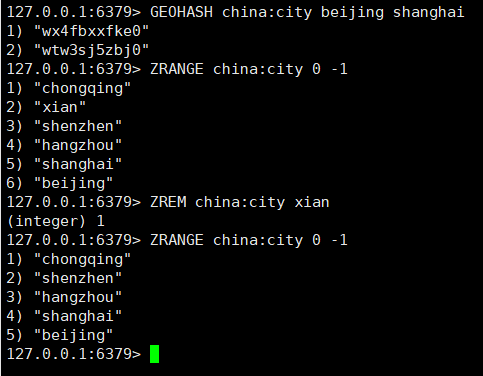 127.0.0.1:6379> GEOHASH china:city beijing shanghai
1) "wx4fbxxfke0"
2) "wtw3sj5zbj0"
127.0.0.1:6379> ZRANGE china:city 0 -1
1) "chongqing"
2) "xian"
3) "shenzhen"
4) "hangzhou"
5) "shanghai"
6) "beijing"
127.0.0.1:6379> ZREM china:city xian
(integer) 1
127.0.0.1:6379> ZRANGE china:city 0 -1
1) "chongqing"
2) "shenzhen"
3) "hangzhou"
4) "shanghai"
5) "beijing"
127.0.0.1:6379>